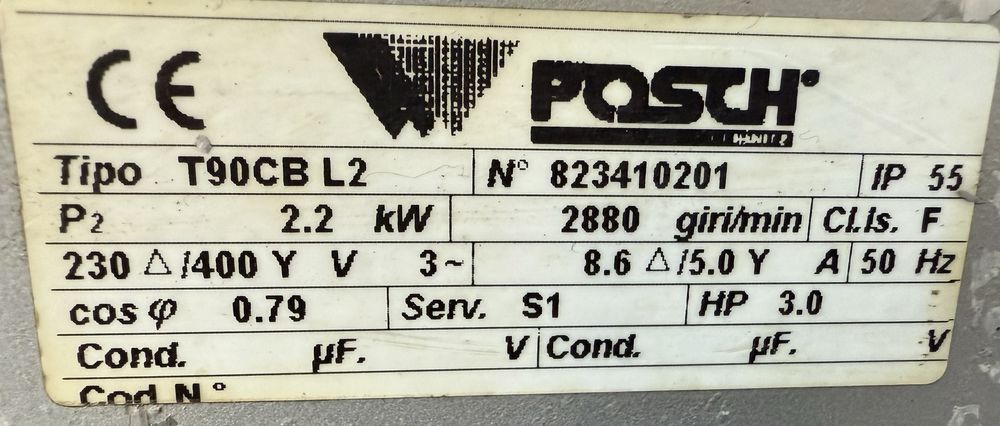 CE POSCH
Tipo T90CB L2 N° 823410201 IP 55
P2 2.2 kW 2880 giri/min Cl.Is. F
230 Δ/400 Y V 3~ 8.6 Δ/5.0 Y A 50 Hz
cos φ 0.79 Serv. S1 HP 3.0
Cond. µF. V Cond. µF. V
Cod N°